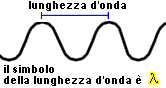 lunghezza d'onda
il simbolo
della lunghezza d'onda è λ